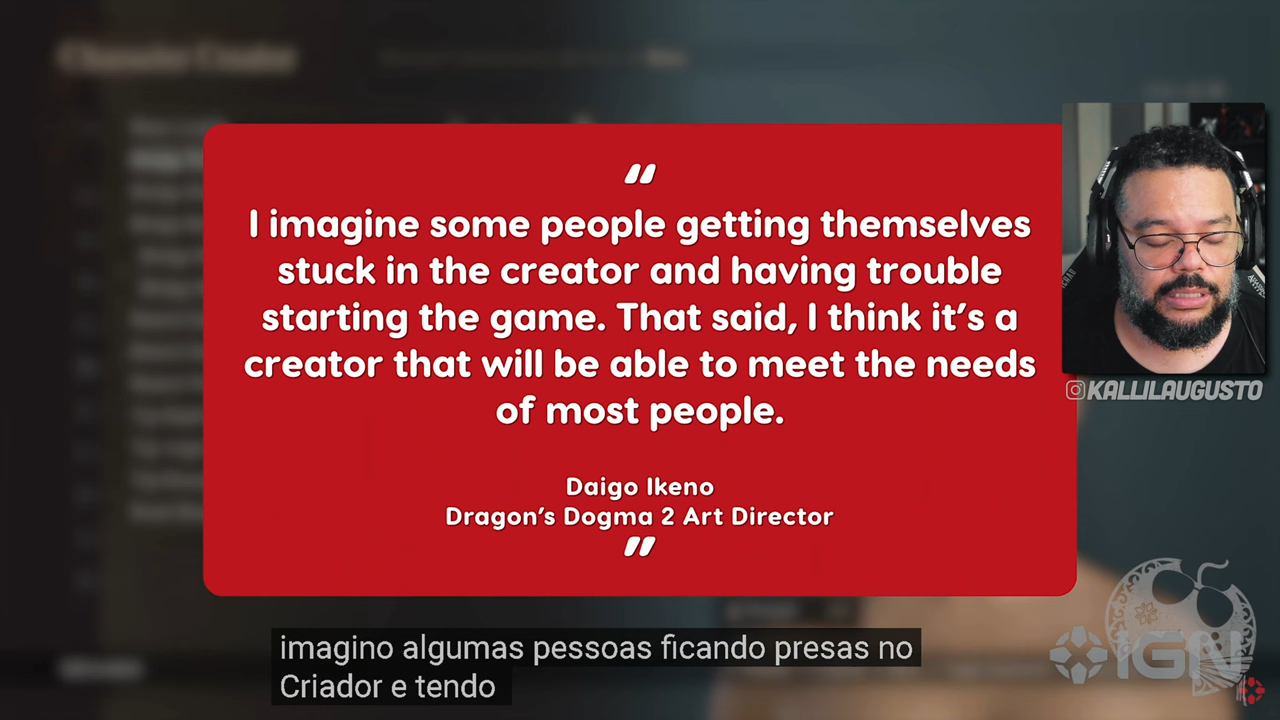 Character Creator
"
I imagine some people getting themselves
stuck in the creator and having trouble
starting the game. That said, I think it's a
creator that will be able to meet the needs
of most people.
Daigo Ikeno
Dragon's Dogma 2 Art Director
"
KALLILAUGUSTO
imagino algumas pessoas ficando presas no
Criador e tendo
IGN